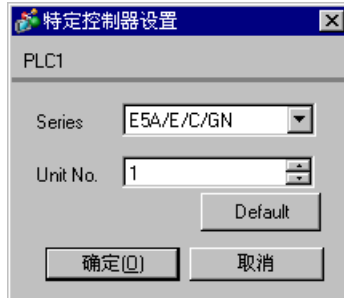 特定控制器设置
PLC1
Series E5A/E/C/GN
Unit No. 1
Default
确定(O) 取消